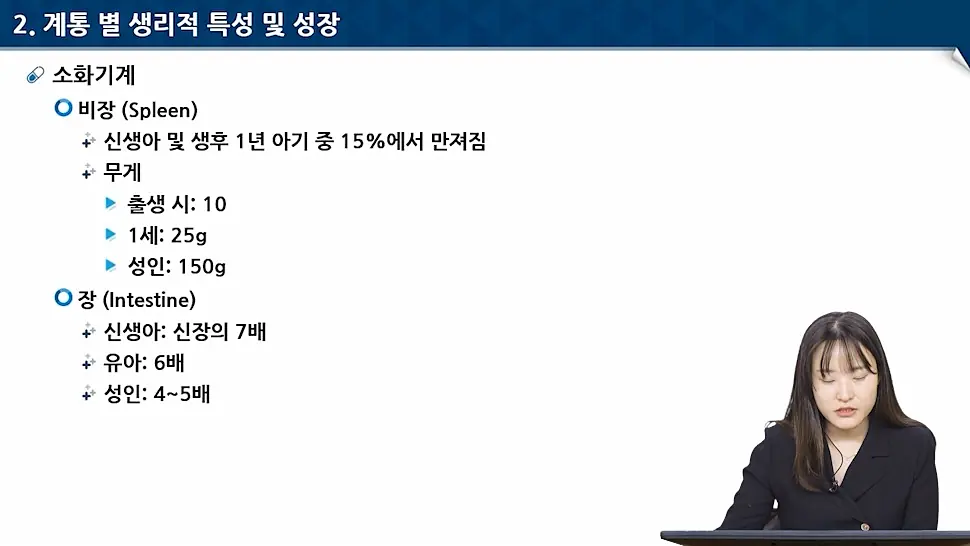 2. 계통 별 생리적 특성 및 성장
소화기계
비장 (Spleen)
신생아 및 생후 1년 아기 중 15%에서 만져짐
무게
출생 시: 10
1세: 25g
성인: 150g
장 (Intestine)
신생아: 신장의 7배
유아: 6배
성인: 4~5배